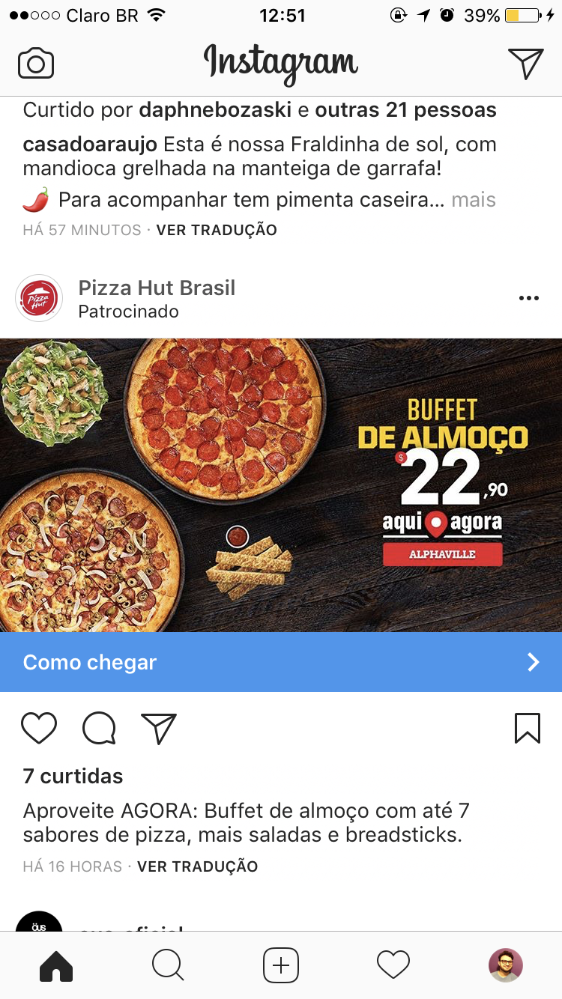 Claro BR 12:51 39%
Instagram
Curtido por daphnebozaski e outras 21 pessoas
casadoaraujo Esta é nossa Fraldinha de sol, com
mandioca grelhada na manteiga de garrafa!
🌶️ Para acompanhar tem pimenta caseira... mais
HÁ 57 MINUTOS · VER TRADUÇÃO
Pizza Hut
Pizza Hut Brasil
Patrocinado
BUFFET
DE ALMOÇO
$ 22,90
aqui agora
ALPHAVILLE
Como chegar
7 curtidas
Aproveite AGORA: Buffet de almoço com até 7
sabores de pizza, mais saladas e breadsticks.
HÁ 16 HORAS · VER TRADUÇÃO
öus